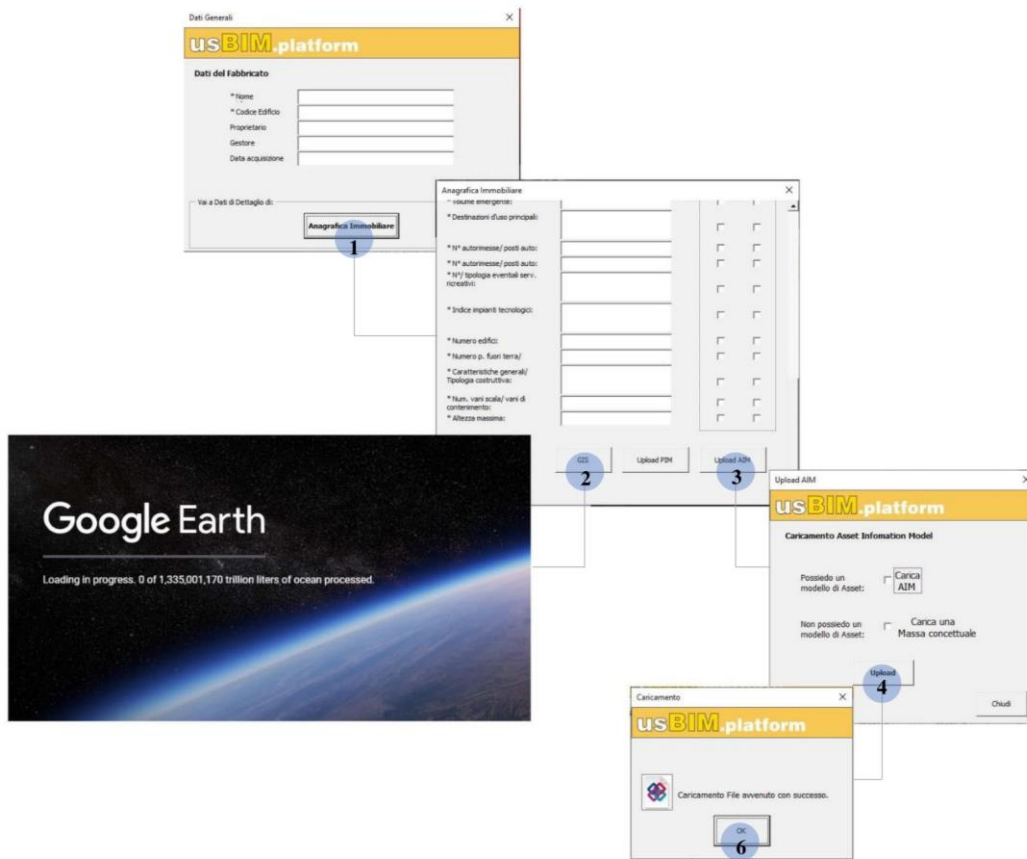 Dati Generali
usBIM.platform
Dati del Fabbricato
* Nome
* Codice Edificio
Proprietario
Gestore
Data acquisizione
Vai a Dati di Dettaglio di:
Anagrafica Immobiliare
1
Anagrafica Immobiliare
* Volume emergente:
* Destinazioni d'uso principali:
* N° autorimesse/ posti auto:
* N° autorimesse/ posti auto:
* N°/ tipologia eventali serv.
ricreativi:
* Indice impianti tecnologici:
* Numero edifici:
* Numero p. fuori terra/
* Caratteristiche generali/
Tipologia costruttiva:
* Num. vani scala/ vani di
contenimento:
* Altezza massima:
GIS
Upload PIM
Upload AIM
2
3
Google Earth
Loading in progress. 0 of 1,335,001,170 trillion liters of ocean processed.
Upload AIM
usBIM.platform
Caricamento Asset Infomation Model
Possiedo un
modello di Asset:
Carica
AIM
Non possiedo un
modello di Asset:
Carica una
Massa concettuale
Upload
4
Chiudi
Caricamento
usBIM.platform
Caricamento File avvenuto con successo.
OK
6